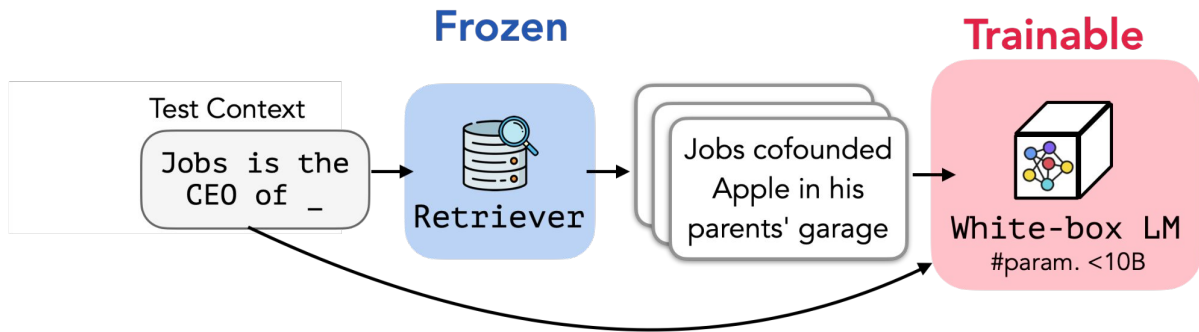 Frozen
Trainable
Test Context
Jobs is the
CEO of _
Retriever
Jobs cofounded
Apple in his
parents' garage
White-box LM
#param. <10B